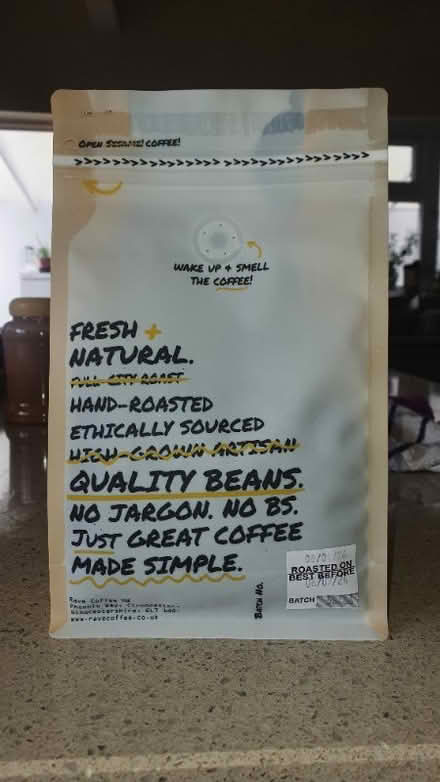 OPEN SESAME! COFFEE!
WAKE UP & SMELL
THE COFFEE!
FRESH +
NATURAL.
FULL CITY ROAST
HAND-ROASTED
ETHICALLY SOURCED
HIGH-GROWN ARTISAN
QUALITY BEANS.
NO JARGON. NO BS.
JUST GREAT COFFEE
MADE SIMPLE.
Rave Coffee
www.ravecoffee.co.uk
BATCH NO.
ROASTED ON
BEST BEFORE
BATCH